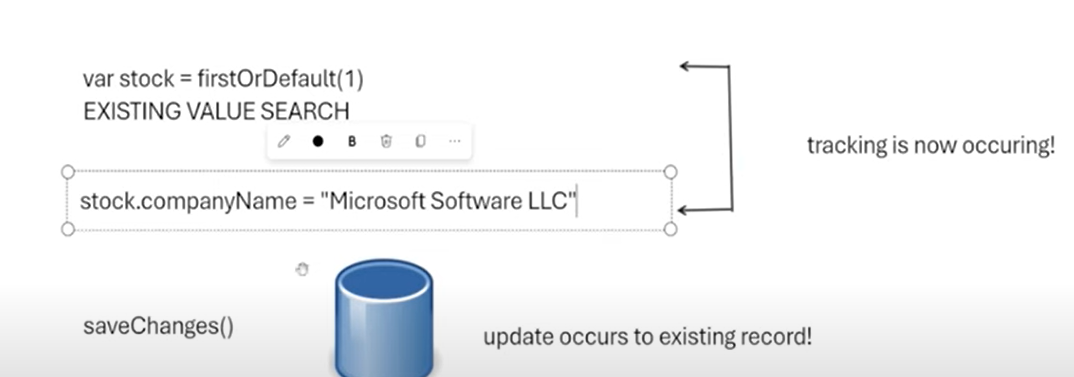 var stock = firstOrDefault(1)
EXISTING VALUE SEARCH
B
tracking is now occuring!
stock.companyName = "Microsoft Software LLC"
saveChanges()
update occurs to existing record!